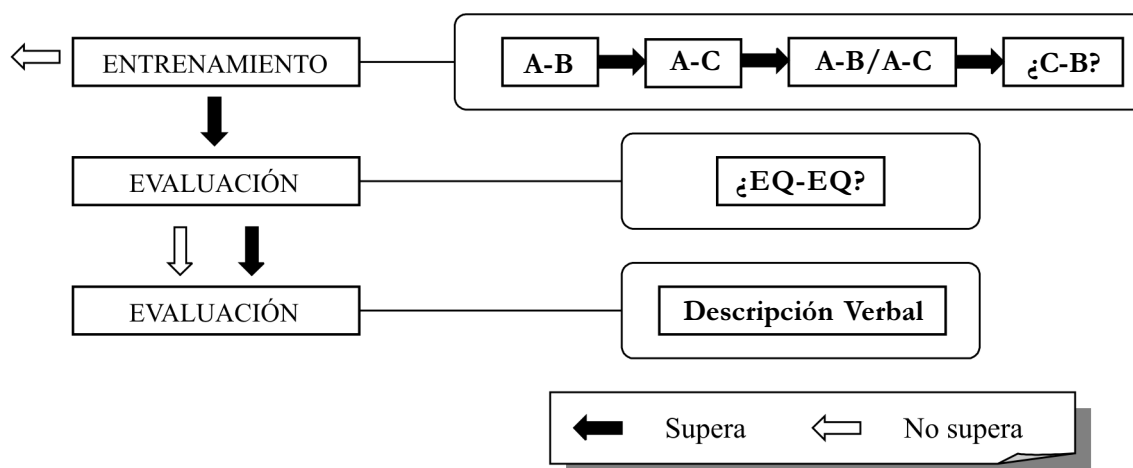 ENTRENAMIENTO
A-B
A-C
A-B/A-C
¿C-B?
EVALUACIÓN
¿EQ-EQ?
EVALUACIÓN
Descripción Verbal
Supera
No supera